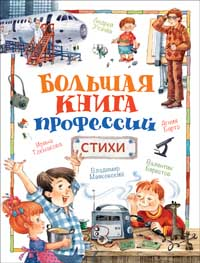 Андрей Усачёв
БОЛЬШАЯ
КНИГА
ПРОФЕССИЙ
СТИХИ
Агния Барто
Ирина Токмакова
Владимир Маяковский
Валентин Берестов